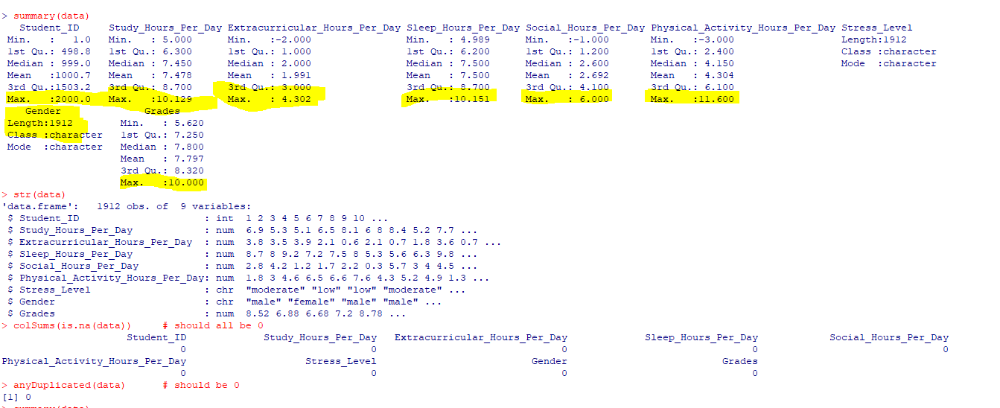 > summary(data)
Student_ID Study_Hours_Per_Day Extracurricular_Hours_Per_Day Sleep_Hours_Per_Day Social_Hours_Per_Day Physical_Activity_Hours_Per_Day Stress_Level
Min. : 1.0 Min. : 5.000 Min. :-2.000 Min. : 4.989 Min. :-1.000 Min. :-3.000 Length:1912
1st Qu.: 498.8 1st Qu.: 6.300 1st Qu.: 1.000 1st Qu.: 6.200 1st Qu.: 1.200 1st Qu.: 2.400 Class :character
Median : 999.0 Median : 7.450 Median : 2.000 Median : 7.500 Median : 2.600 Median : 4.150 Mode :character
Mean :1000.7 Mean : 7.478 Mean : 1.991 Mean : 7.500 Mean : 2.692 Mean : 4.304
3rd Qu.:1503.2 3rd Qu.: 8.700 3rd Qu.: 3.000 3rd Qu.: 8.700 3rd Qu.: 4.100 3rd Qu.: 6.100
Max. :2000.0 Max. :10.129 Max. : 4.302 Max. :10.151 Max. : 6.000 Max. :11.600
Gender Grades
Length:1912 Min. : 5.620
Class :character 1st Qu.: 7.250
Mode :character Median : 7.800
Mean : 7.797
3rd Qu.: 8.320
Max. :10.000
> str(data)
'data.frame': 1912 obs. of 9 variables:
$ Student_ID : int 1 2 3 4 5 6 7 8 9 10 ...
$ Study_Hours_Per_Day : num 6.9 5.3 5.1 6.5 8.1 6 8 8.4 5.2 7.7 ...
$ Extracurricular_Hours_Per_Day : num 3.8 3.5 3.9 2.1 0.6 2.1 0.7 1.8 3.6 0.7 ...
$ Sleep_Hours_Per_Day : num 8.7 8 9.2 7.2 7.5 8 5.3 5.6 6.3 9.8 ...
$ Social_Hours_Per_Day : num 2.8 4.2 1.2 1.7 2.2 0.3 5.7 3 4 4.5 ...
$ Physical_Activity_Hours_Per_Day: num 1.8 3 4.6 6.5 6.6 7.6 4.3 5.2 4.9 1.3 ...
$ Stress_Level : chr "moderate" "low" "low" "moderate" ...
$ Gender : chr "male" "female" "male" "male" ...
$ Grades : num 8.52 6.88 6.68 7.2 8.78 ...
> colSums(is.na(data)) # should all be 0
Student_ID Study_Hours_Per_Day Extracurricular_Hours_Per_Day Sleep_Hours_Per_Day Social_Hours_Per_Day
0 0 0 0 0
Physical_Activity_Hours_Per_Day Stress_Level Gender Grades
0 0 0 0
> anyDuplicated(data) # should be 0
[1] 0
> summary(data)